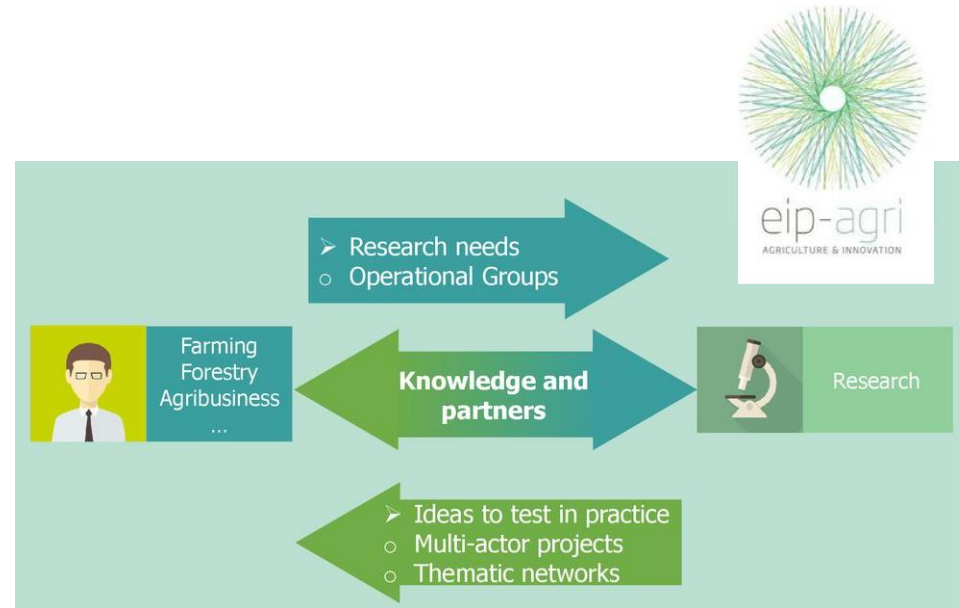 eip-agri
AGRICULTURE & INNOVATION
➢ Research needs
○ Operational Groups
Farming
Forestry
Agribusiness
...
Knowledge and
partners
Research
➢ Ideas to test in practice
○ Multi-actor projects
○ Thematic networks